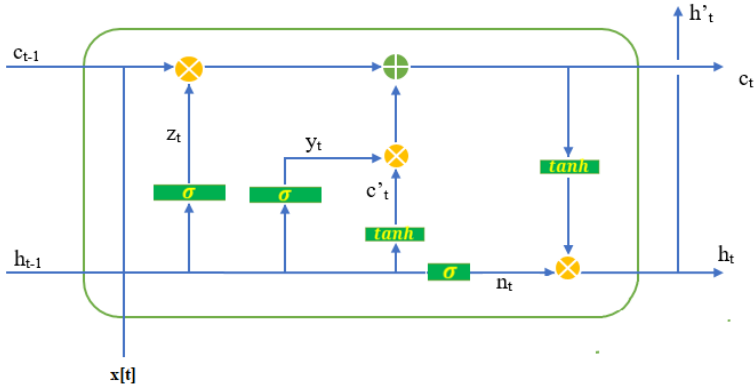 h’t
ct-1
ct
zt
yt
tanh
σ
σ
c’t
tanh
ht-1
σ
nt
ht
x[t]